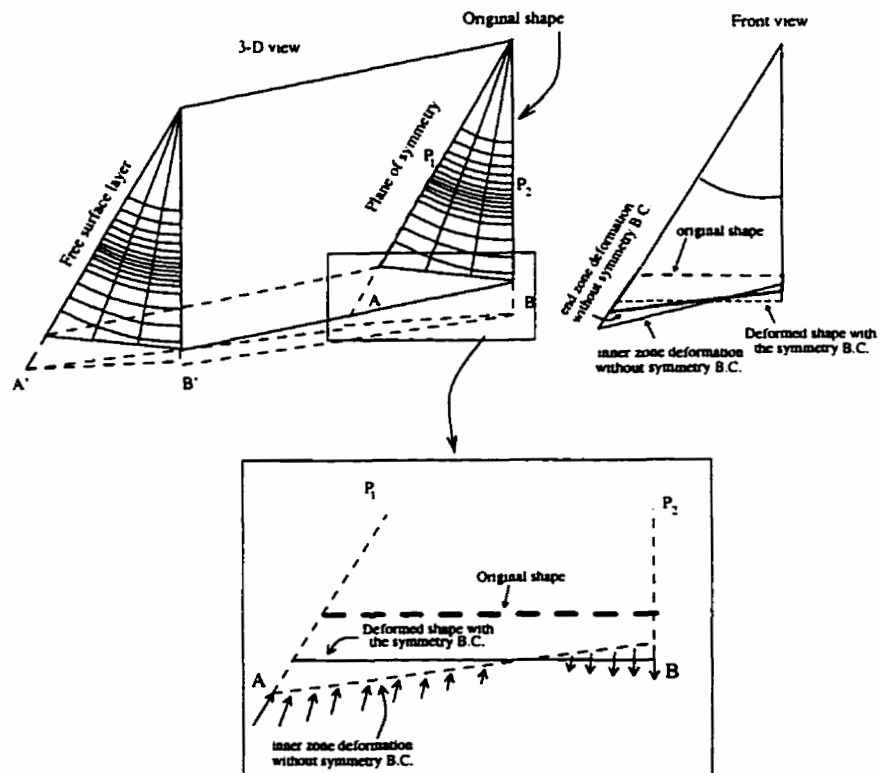 Original shape
3-D view
Front view
Free surface layer
Plane of symmetry
P1
P2
A
B
A'
B'
end zone deformation
without symmetry B.C.
original shape
Deformed shape with
the symmetry B.C.
inner zone deformation
without symmetry B.C.
P1
P2
Original shape
Deformed shape with
the symmetry B.C.
A
B
inner zone deformation
without symmetry B.C.